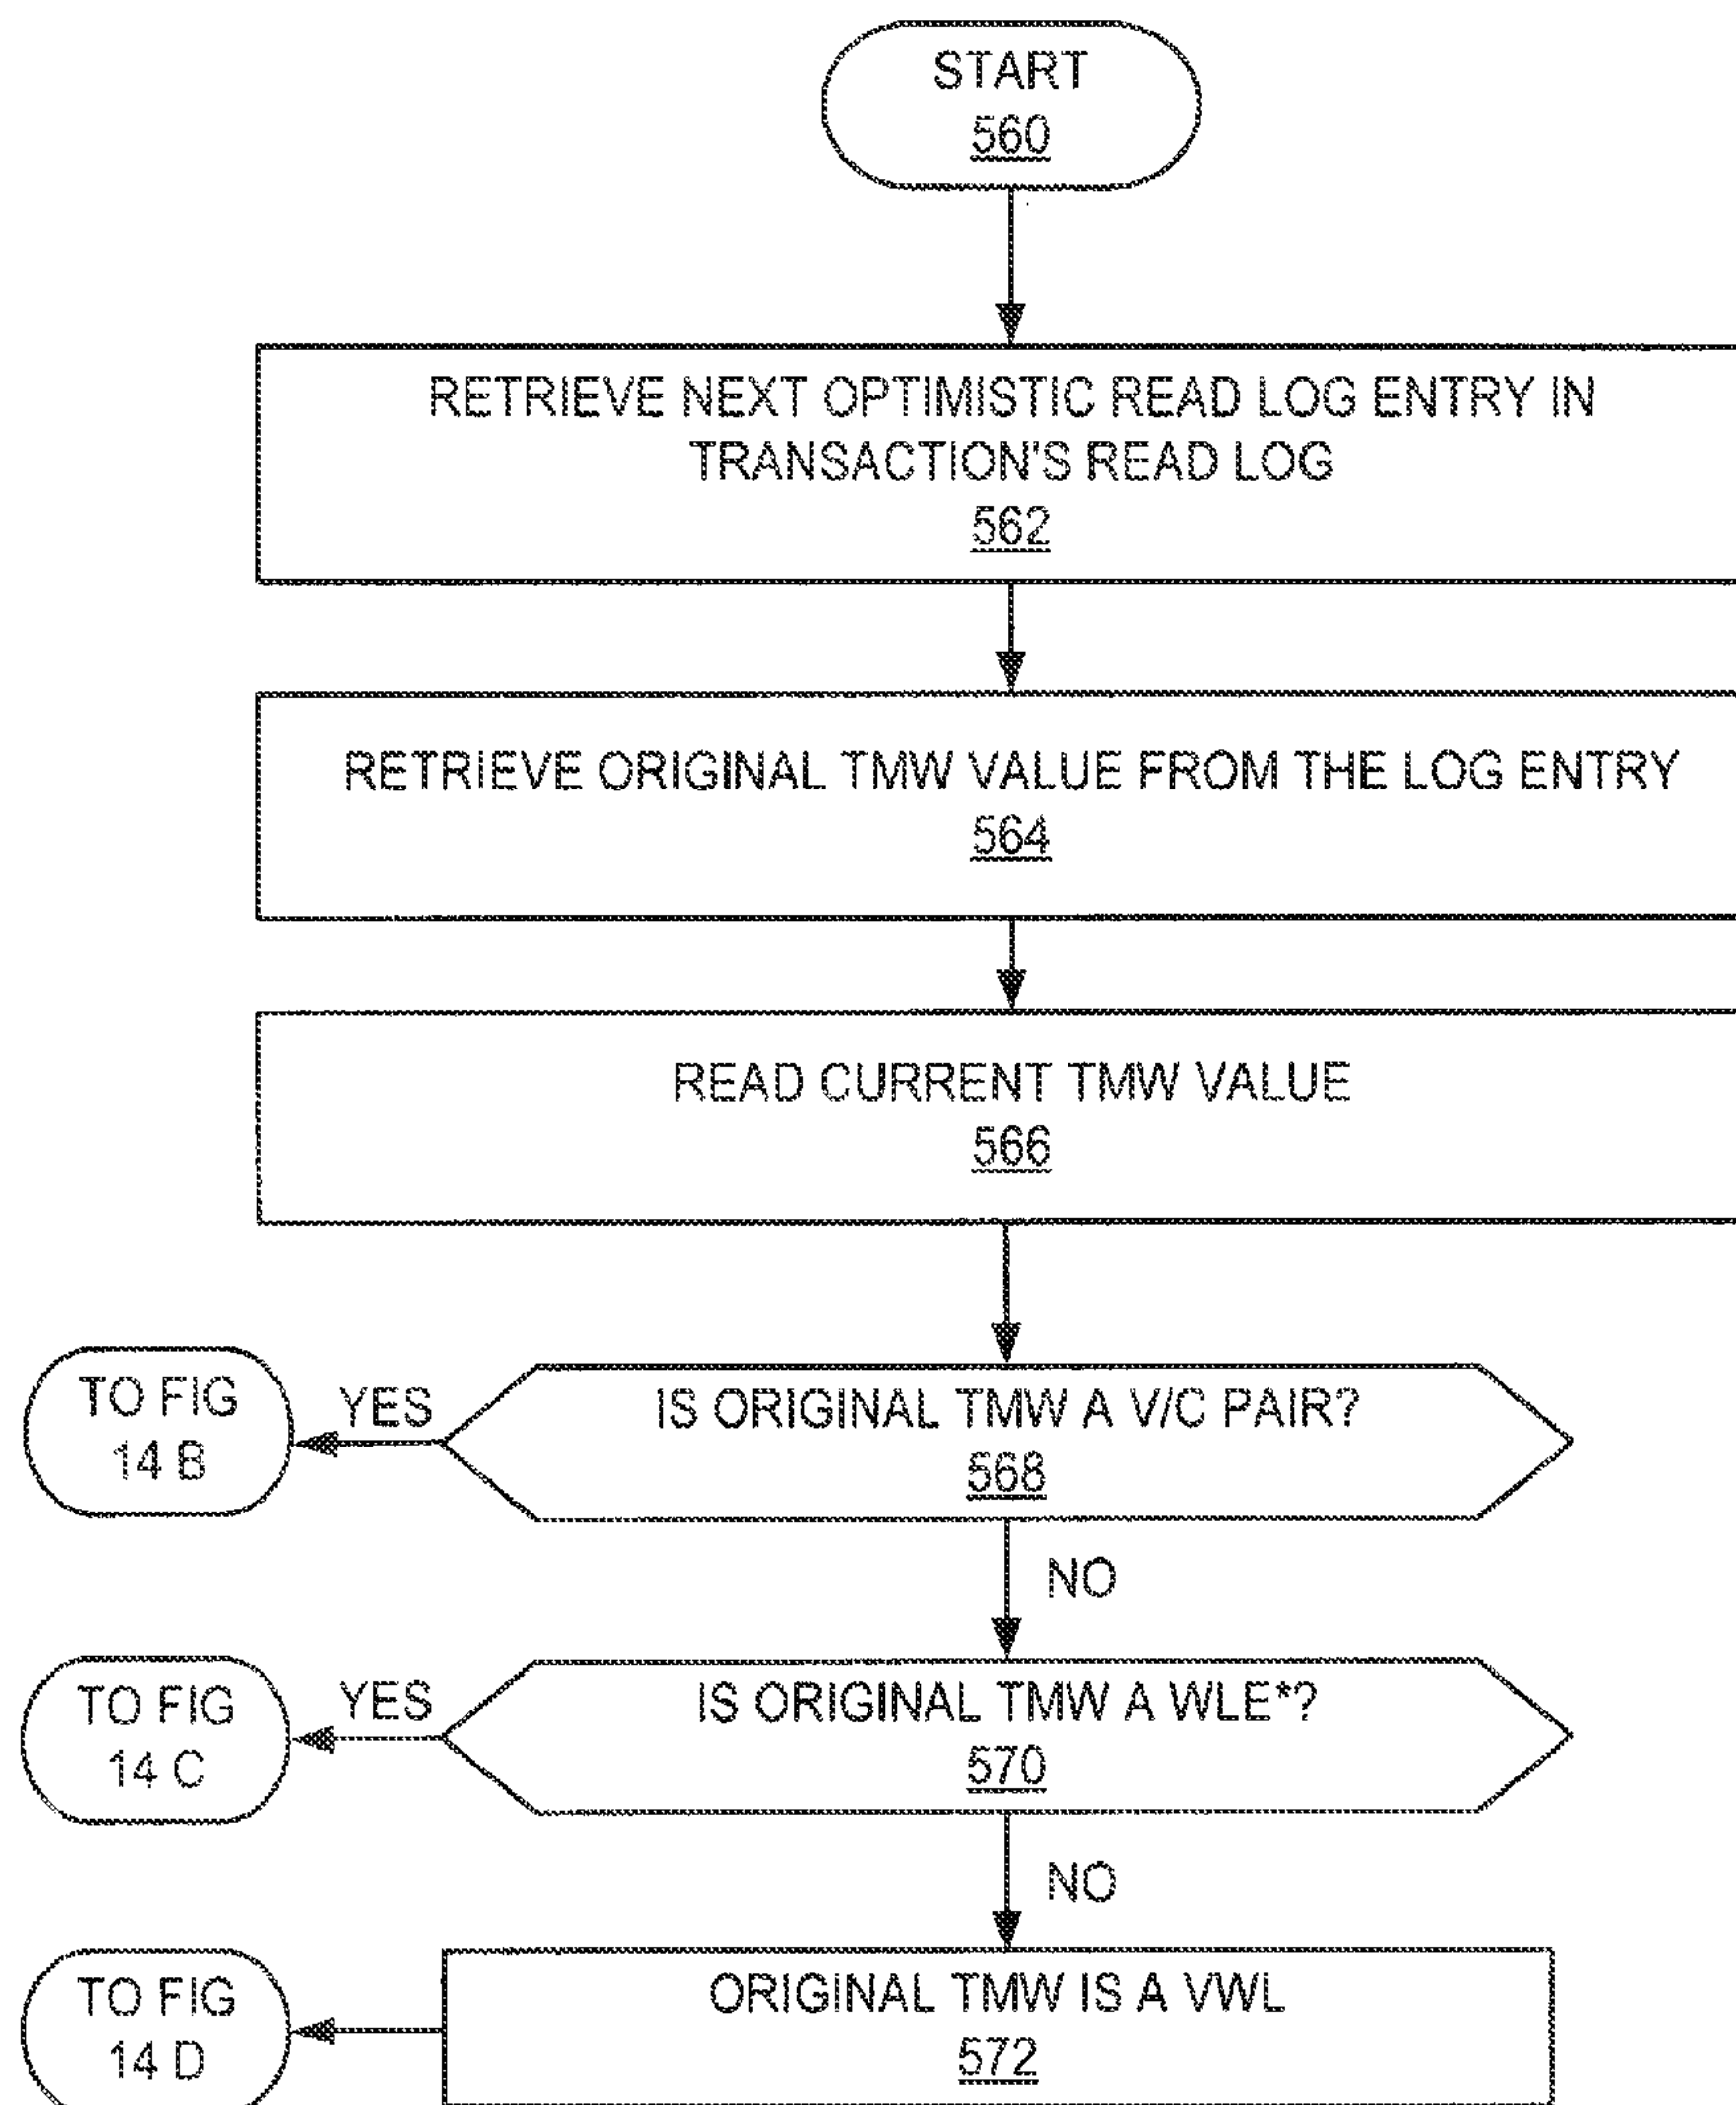 START
560
RETRIEVE NEXT OPTIMISTIC READ LOG ENTRY IN
TRANSACTION'S READ LOG
562
RETRIEVE ORIGINAL TMW VALUE FROM THE LOG ENTRY
564
READ CURRENT TMW VALUE
566
TO FIG
14 B
YES
IS ORIGINAL TMW A V/C PAIR?
568
NO
TO FIG
14 C
YES
IS ORIGINAL TMW A WLE*?
570
NO
TO FIG
14 D
ORIGINAL TMW IS A VWL
572